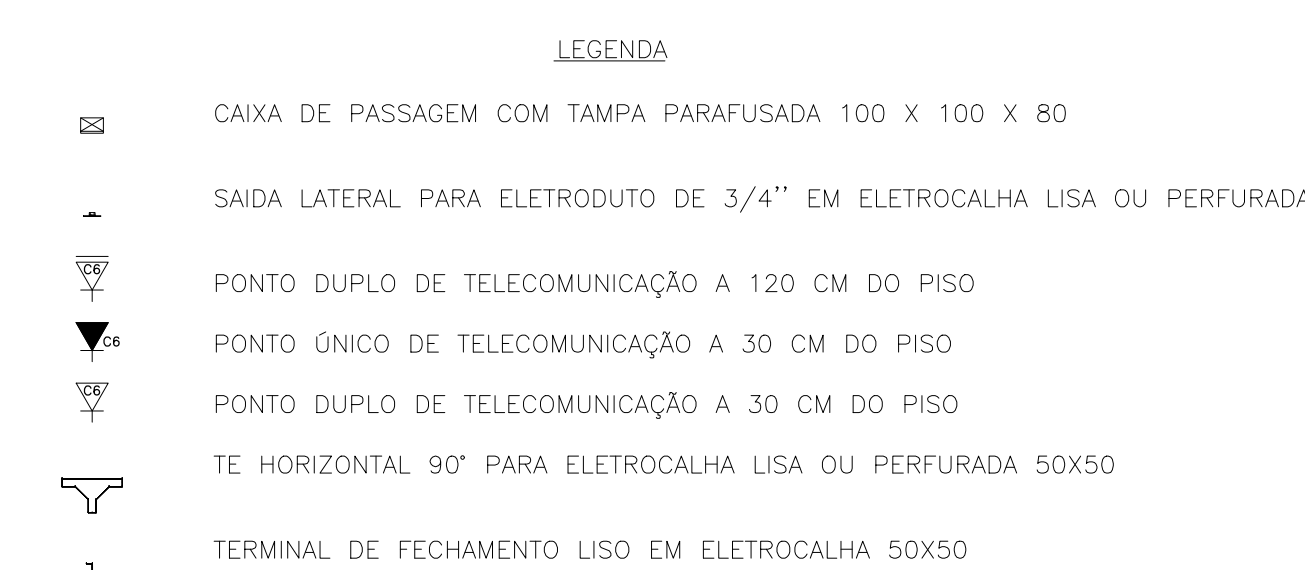 LEGENDA
CAIXA DE PASSAGEM COM TAMPA PARAFUSADA 100 X 100 X 80
SAIDA LATERAL PARA ELETRODUTO DE 3/4'' EM ELETROCALHA LISA OU PERFURADA
C6 PONTO DUPLO DE TELECOMUNICAÇÃO A 120 CM DO PISO
C6 PONTO ÚNICO DE TELECOMUNICAÇÃO A 30 CM DO PISO
C6 PONTO DUPLO DE TELECOMUNICAÇÃO A 30 CM DO PISO
TE HORIZONTAL 90° PARA ELETROCALHA LISA OU PERFURADA 50X50
TERMINAL DE FECHAMENTO LISO EM ELETROCALHA 50X50